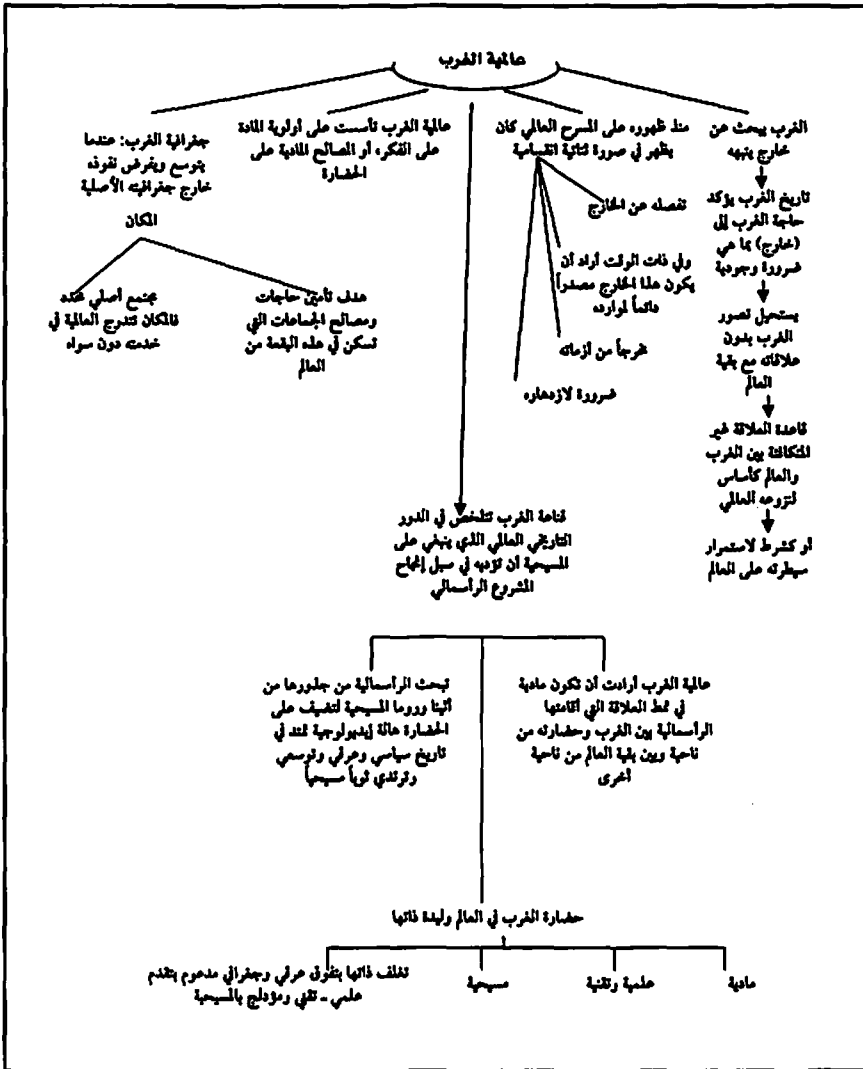 عالمية الغرب
الغرب يبحث عن
خارج ينبهه
تاريخ الغرب يؤكد
حاجة الغرب إلى
(خارج) بما هي
ضرورة وجودية
يستحيل تصور
الغرب بدون
علاقاته مع بقية
العالم
قاعدة العلاقة غير
المتكافئة بين الغرب
والعالم كأساس
لنزوعه العالمي
أو كشرط لاستمرار
سيطرته على العالم
منذ ظهوره على المسرح العالمي كان
يظهر في صورة ثنائية انقسامية
تفصله عن الخارج
وفي ذات الوقت أراد أن
يكون هذا الخارج مصدراً
دائماً لموارده
مخرجاً من أزماته
ضرورة لازدهاره
عالمية الغرب تأسست على أولوية المادة
على الفكر، أو المصالح المادية على
الحضارة
جغرافية الغرب: عندما
يتوسع ويفرض نفوذه
خارج جغرافيته الأصلية
المكان
هدف تأمين حاجات
ومصالح الجماعات التي
تسكن في هذه البقعة من
العالم
مجتمع أصلي محدد
فالمكان تندرج العالمية في
خدمته دون سواه
قناعة الغرب تتلخص في الدور
التاريخي العالمي الذي ينبغي على
المسيحية أن تؤديه في سبيل إنجاح
المشروع الرأسمالي
عالمية الغرب أرادت أن تكون مادية
في نمط العلاقة التي أقامتها
الرأسمالية بين الغرب وحضارته من
ناحية وبين بقية العالم من ناحية
أخرى
تبحث الرأسمالية من جذورها من
أثينا وروما المسيحية لتضيف على
الحضارة هالة إيديولوجية تمتد في
تاريخ سياسي وعرقي وتوسعي
وترتدي ثوباً مسيحياً
حضارة الغرب في العالم وليدة ذاتها
مادية
علمية وتقنية
مسيحية
تغلف ذاتها بتفوق عرقي وجغرافي مدعوم بتقدم
علمي ـ تقني ومؤدلج بالمسيحية